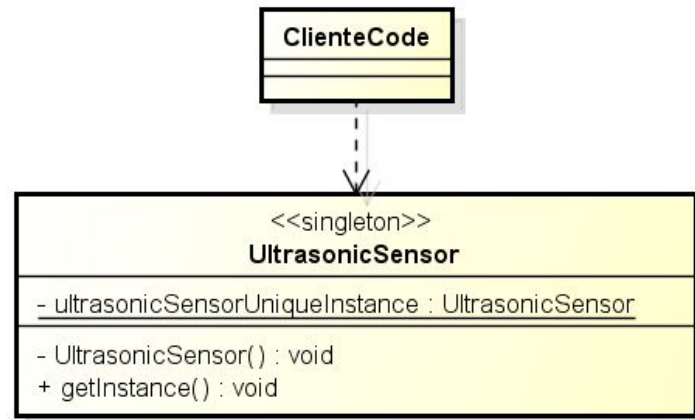 ClienteCode
<<singleton>>
UltrasonicSensor
- ultrasonicSensorUniqueInstance : UltrasonicSensor
- UltrasonicSensor() : void
+ getInstance() : void